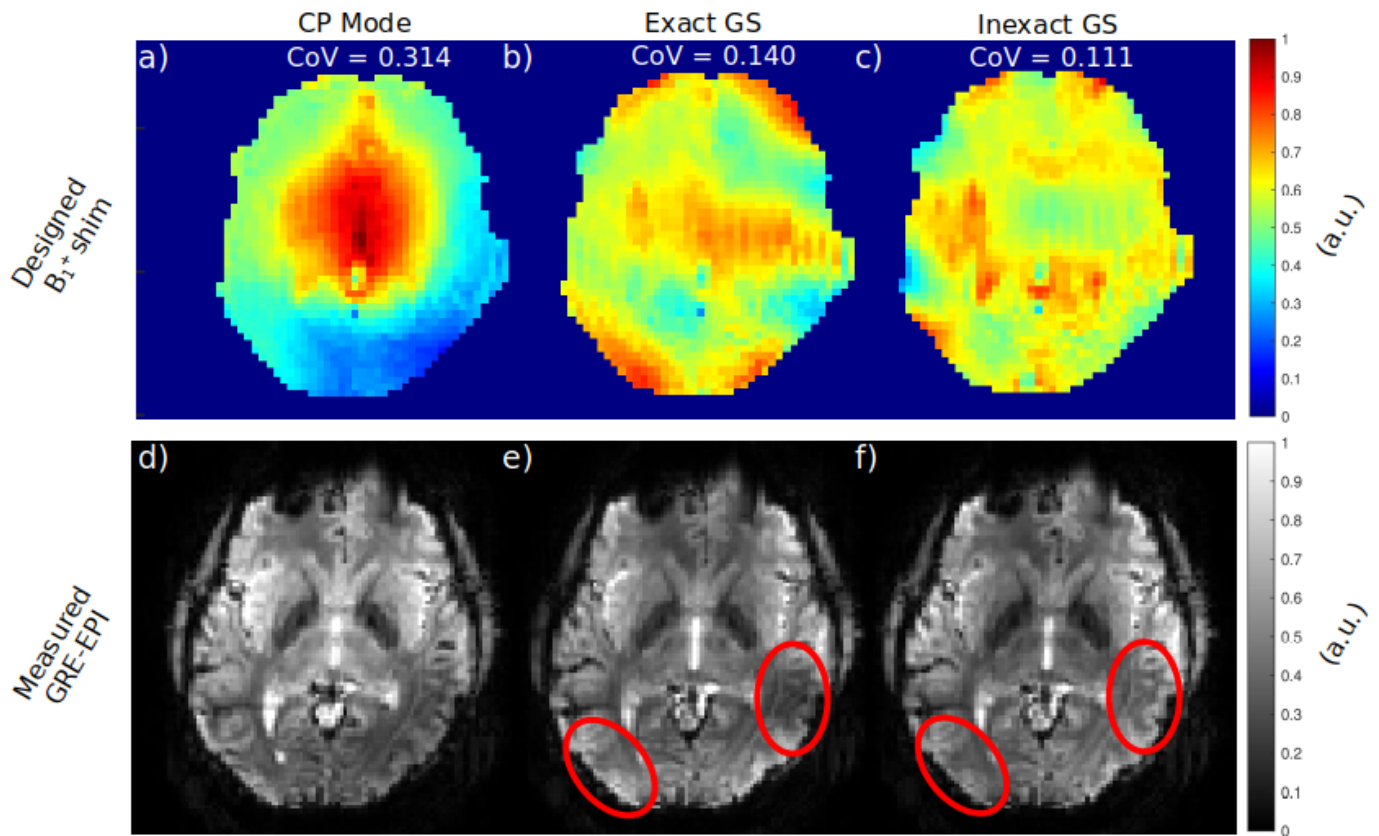 CP Mode
Exact GS
Inexact GS
a)
CoV = 0.314
b)
CoV = 0.140
c)
CoV = 0.111
Designed
B₁⁺ shim
1
0.9
0.8
0.7
0.6
0.5
0.4
0.3
0.2
0.1
0
(a.u.)
d)
e)
f)
Measured
GRE-EPI
1
0.9
0.8
0.7
0.6
0.5
0.4
0.3
0.2
0.1
0
(a.u.)